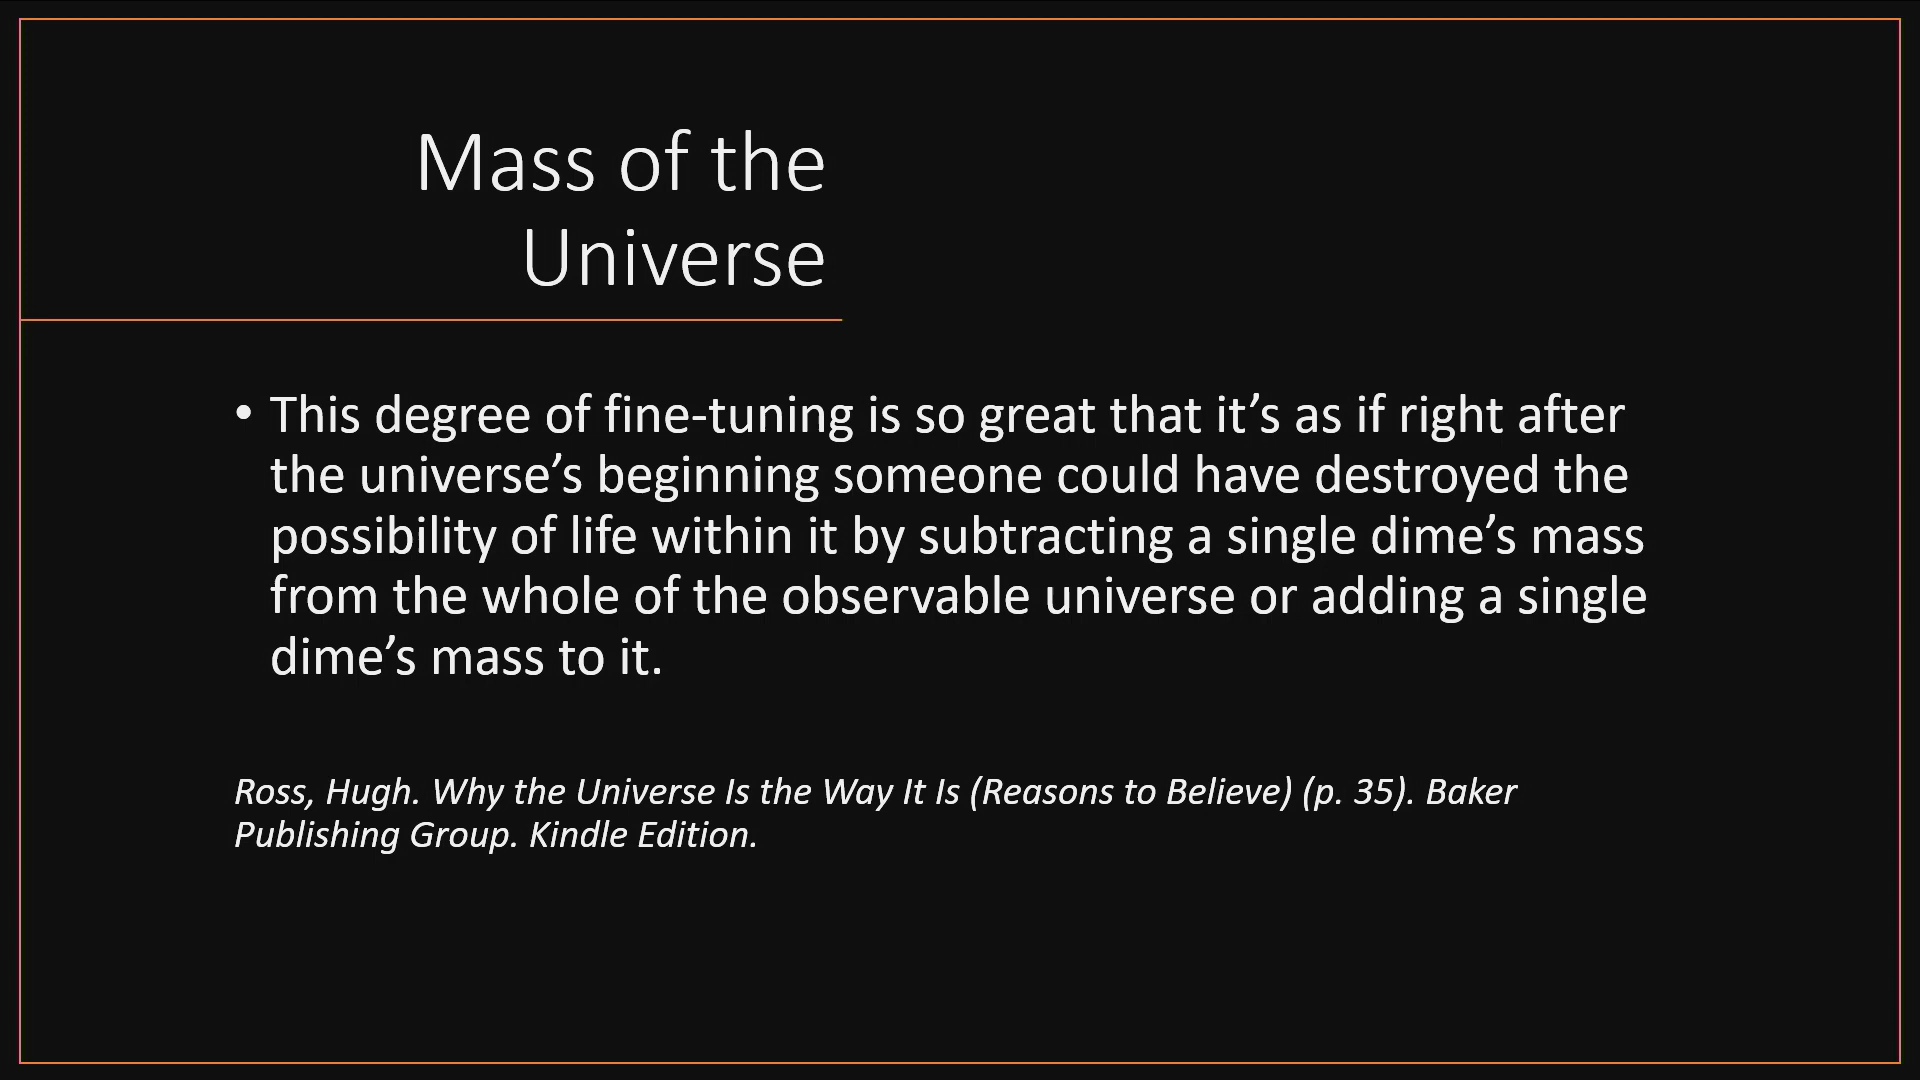 Mass of the
Universe
• This degree of fine-tuning is so great that it’s as if right after
the universe’s beginning someone could have destroyed the
possibility of life within it by subtracting a single dime’s mass
from the whole of the observable universe or adding a single
dime’s mass to it.
Ross, Hugh. Why the Universe Is the Way It Is (Reasons to Believe) (p. 35). Baker
Publishing Group. Kindle Edition.